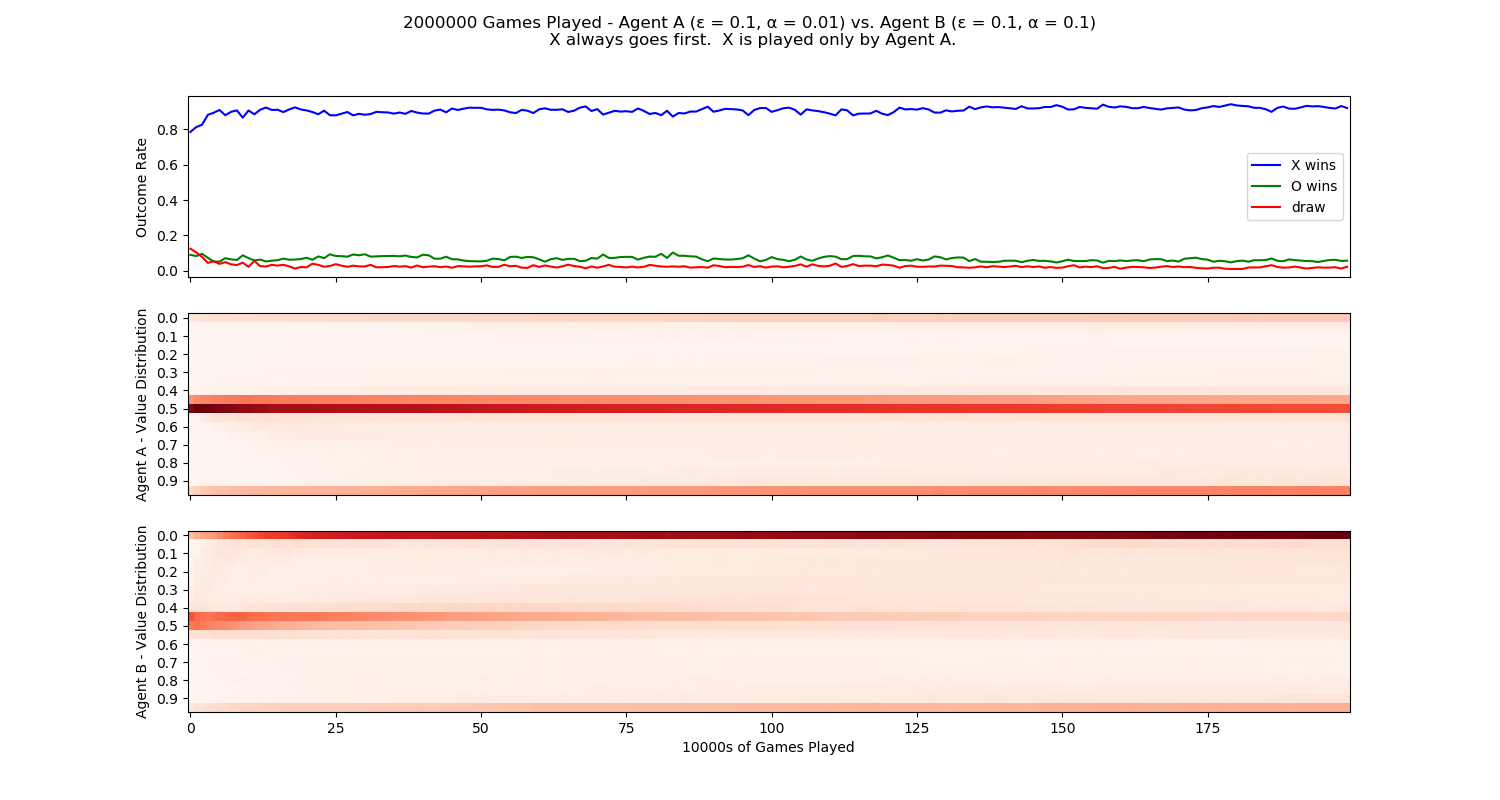 2000000 Games Played - Agent A (ε = 0.1, α = 0.01) vs. Agent B (ε = 0.1, α = 0.1)
X always goes first.  X is played only by Agent A.
Outcome Rate
0.8
0.6
0.4
0.2
0.0
X wins
O wins
draw
Agent A - Value Distribution
0.0
0.1
0.2
0.3
0.4
0.5
0.6
0.7
0.8
0.9
Agent B - Value Distribution
0.0
0.1
0.2
0.3
0.4
0.5
0.6
0.7
0.8
0.9
0 25 50 75 100 125 150 175
10000s of Games Played